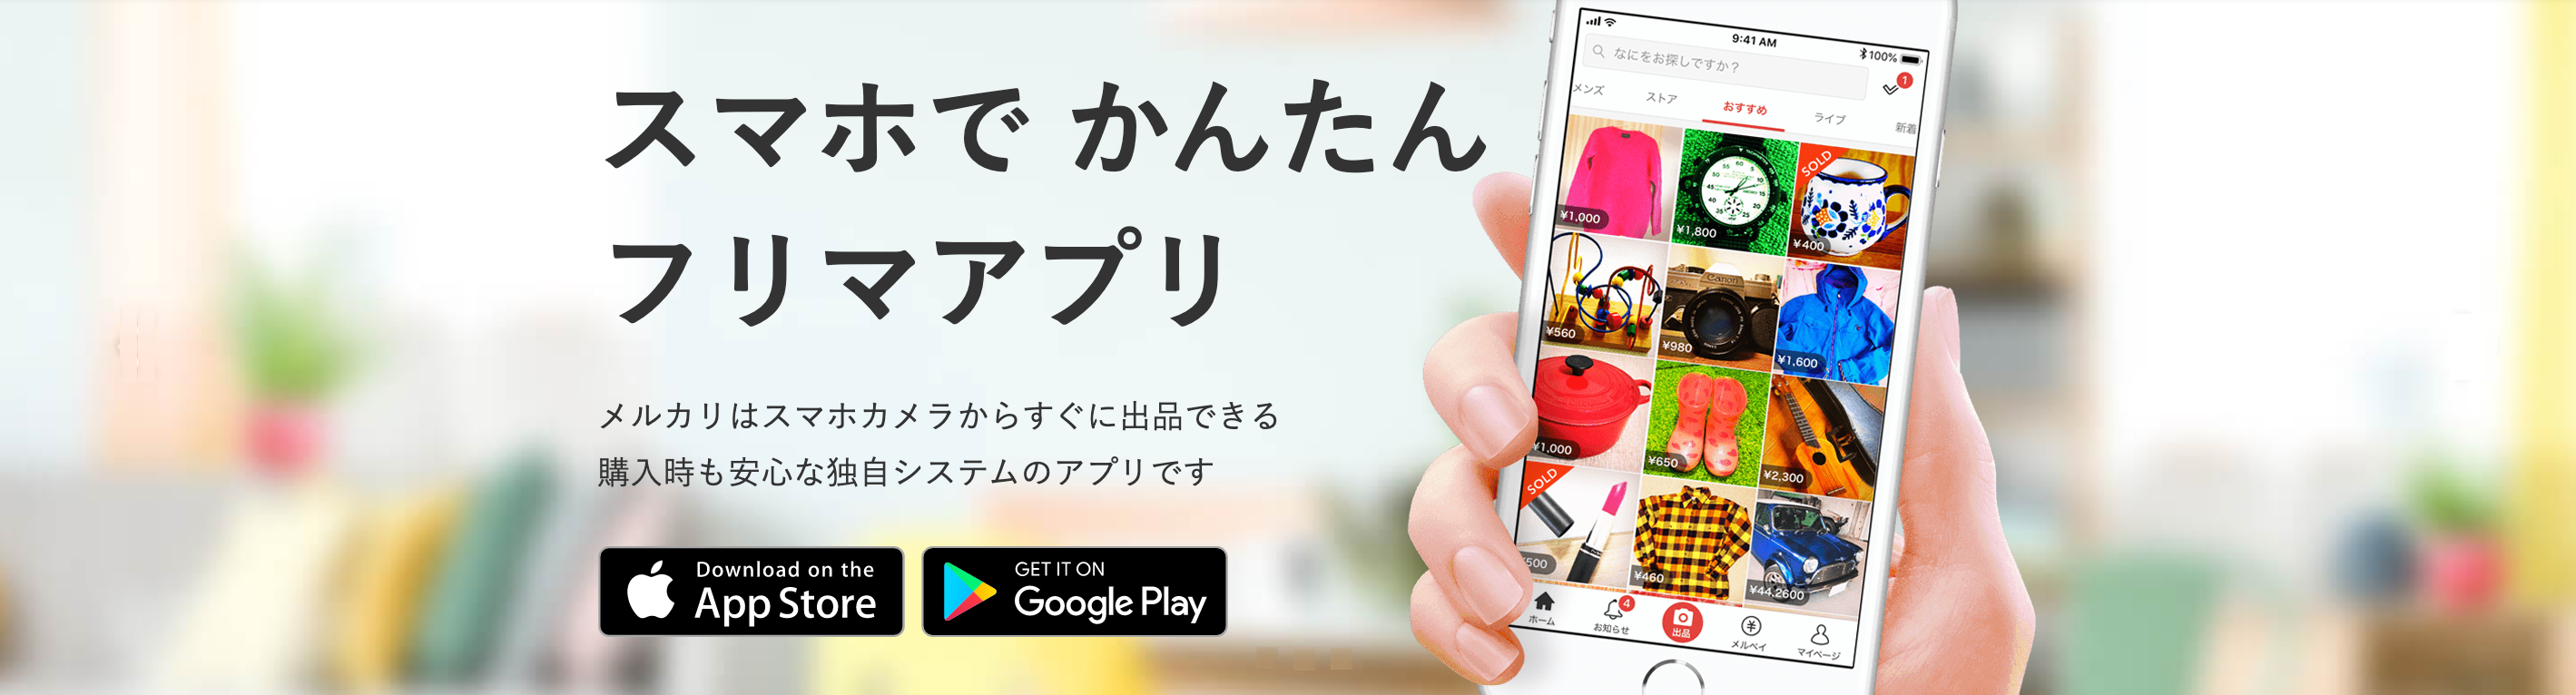 スマホで かんたん
フリマアプリ
メルカリはスマホカメラからすぐに出品できる
購入時も安心な独自システムのアプリです
Download on the
App Store
GET IT ON
Google Play
9:41 AM
100%
なにをお探しですか？
1
メンズ ストア おすすめ ライブ 新着
¥1,000 ¥1,800 SOLD ¥400
Canon
¥560 ¥980 ¥1,600
¥1,000 ¥650 ¥2,300
SOLD
¥500 ¥460 ¥44,2600
4
ホーム お知らせ 出品 メルペイ マイページ